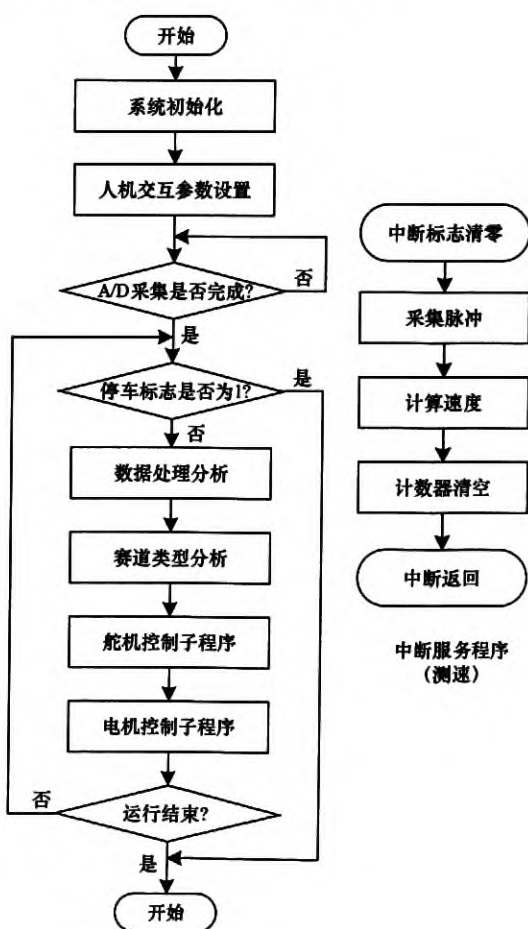 开始
系统初始化
人机交互参数设置
A/D采集是否完成?
否
是
停车标志是否为1?
是
否
数据处理分析
赛道类型分析
舵机控制子程序
电机控制子程序
运行结束?
否
是
开始
中断标志清零
采集脉冲
计算速度
计数器清空
中断返回
中断服务程序
(测速)